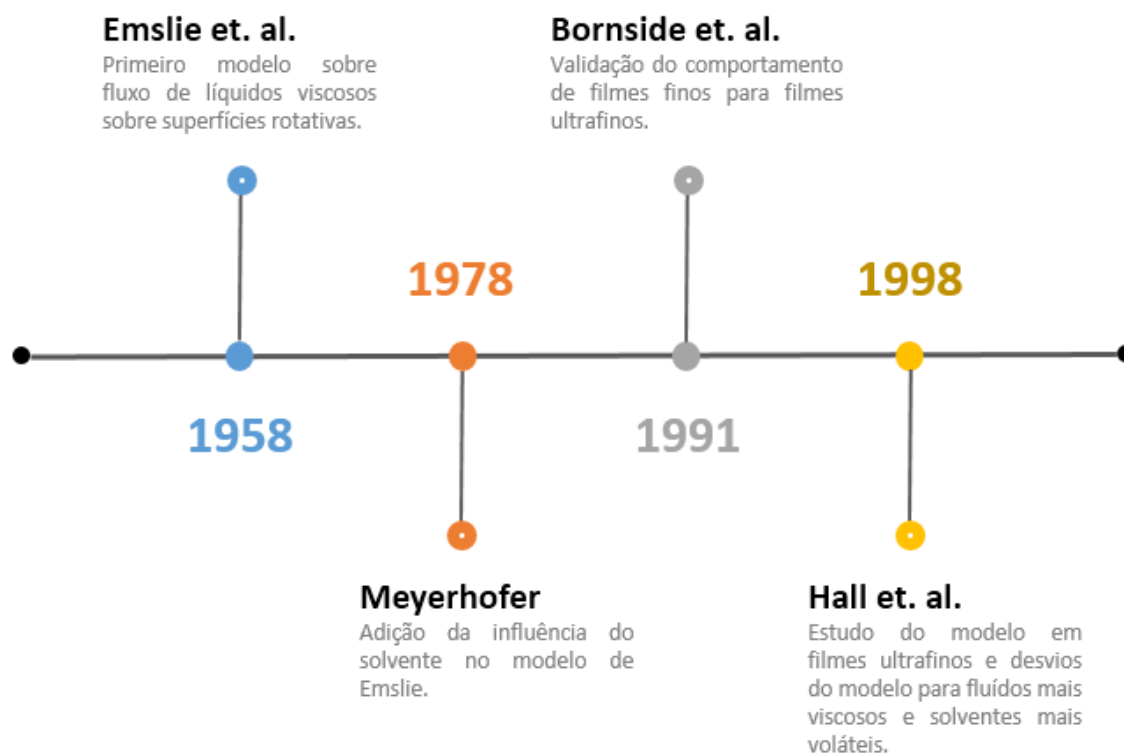 Emslie et. al.
Primeiro modelo sobre
fluxo de líquidos viscosos
sobre superfícies rotativas.
Bornside et. al.
Validação do comportamento
de filmes finos para filmes
ultrafinos.
1978
1998
1958
1991
Meyerhofer
Adição da influência do
solvente no modelo de
Emslie.
Hall et. al.
Estudo do modelo em
filmes ultrafinos e desvios
do modelo para fluídos mais
viscosos e solventes mais
voláteis.